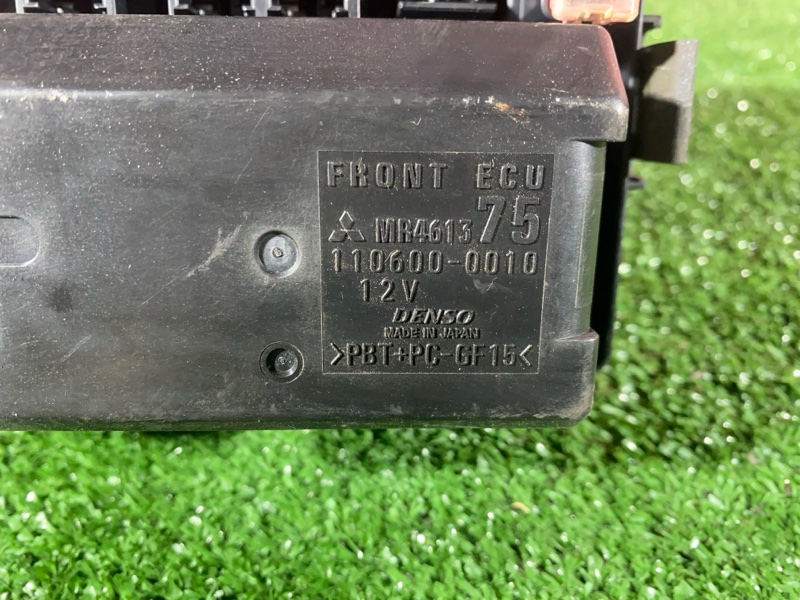 FRONT ECU
MR461375
110600-0010
12V
DENSO
MADE IN JAPAN
>PBT+PC-GF15<